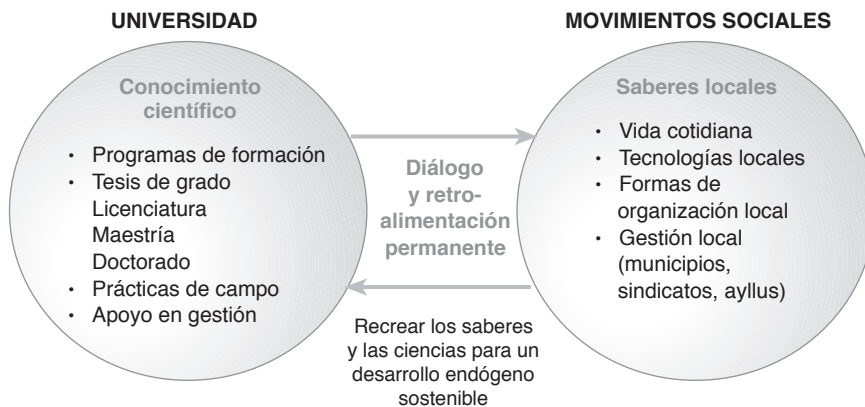 UNIVERSIDAD
MOVIMIENTOS SOCIALES
Conocimiento
científico
• Programas de formación
• Tesis de grado
Licenciatura
Maestría
Doctorado
• Prácticas de campo
• Apoyo en gestión
Diálogo
y retro-
alimentación
permanente
Recrear los saberes
y las ciencias para un
desarrollo endógeno
sostenible
Saberes locales
• Vida cotidiana
• Tecnologías locales
• Formas de
organización local
• Gestión local
(municipios,
sindicatos, ayllus)